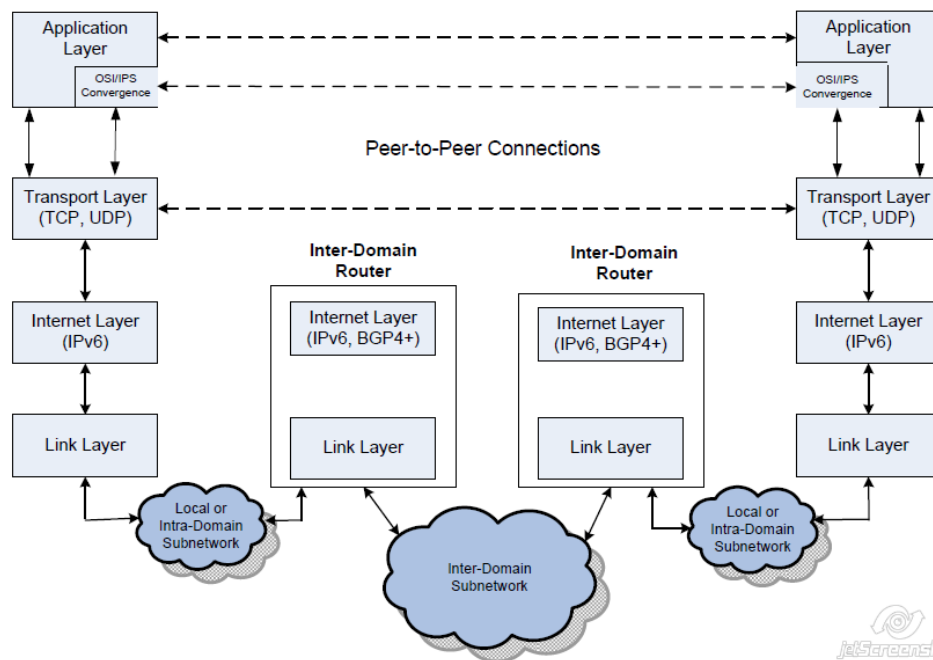 Application
Layer
OSI/IPS
Convergence
Application
Layer
OSI/IPS
Convergence
Peer-to-Peer Connections
Transport Layer
(TCP, UDP)
Transport Layer
(TCP, UDP)
Inter-Domain
Router
Inter-Domain
Router
Internet Layer
(IPv6)
Internet Layer
(IPv6, BGP4+)
Internet Layer
(IPv6, BGP4+)
Internet Layer
(IPv6)
Link Layer
Link Layer
Link Layer
Link Layer
Local or
Intra-Domain
Subnetwork
Local or
Intra-Domain
Subnetwork
Inter-Domain
Subnetwork
jetScreensh